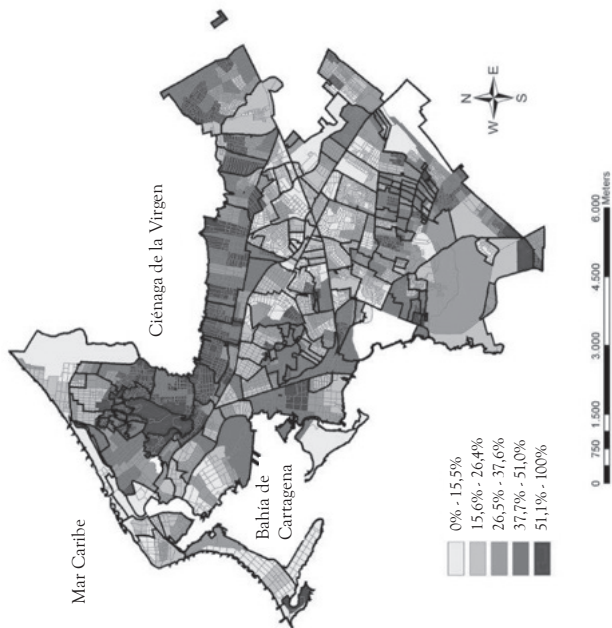 Mar Caribe
Ciénaga de la Virgen
Bahía de
Cartagena
N
W E
S
0% - 15,5%
15,6% - 26,4%
26,5% - 37,6%
37,7% - 51,0%
51,1% - 100%
0 750 1.500 3.000 4.500 6.000
Meters